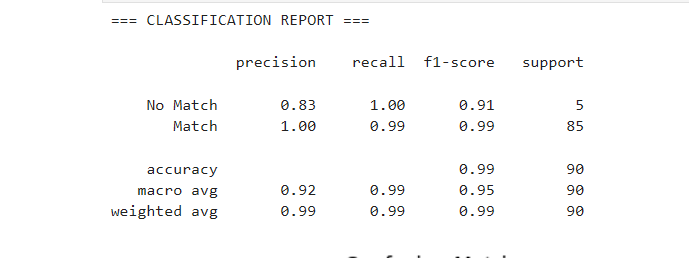 === CLASSIFICATION REPORT ===
precision recall f1-score support
No Match 0.83 1.00 0.91 5
Match 1.00 0.99 0.99 85
accuracy 0.99 90
macro avg 0.92 0.99 0.95 90
weighted avg 0.99 0.99 0.99 90